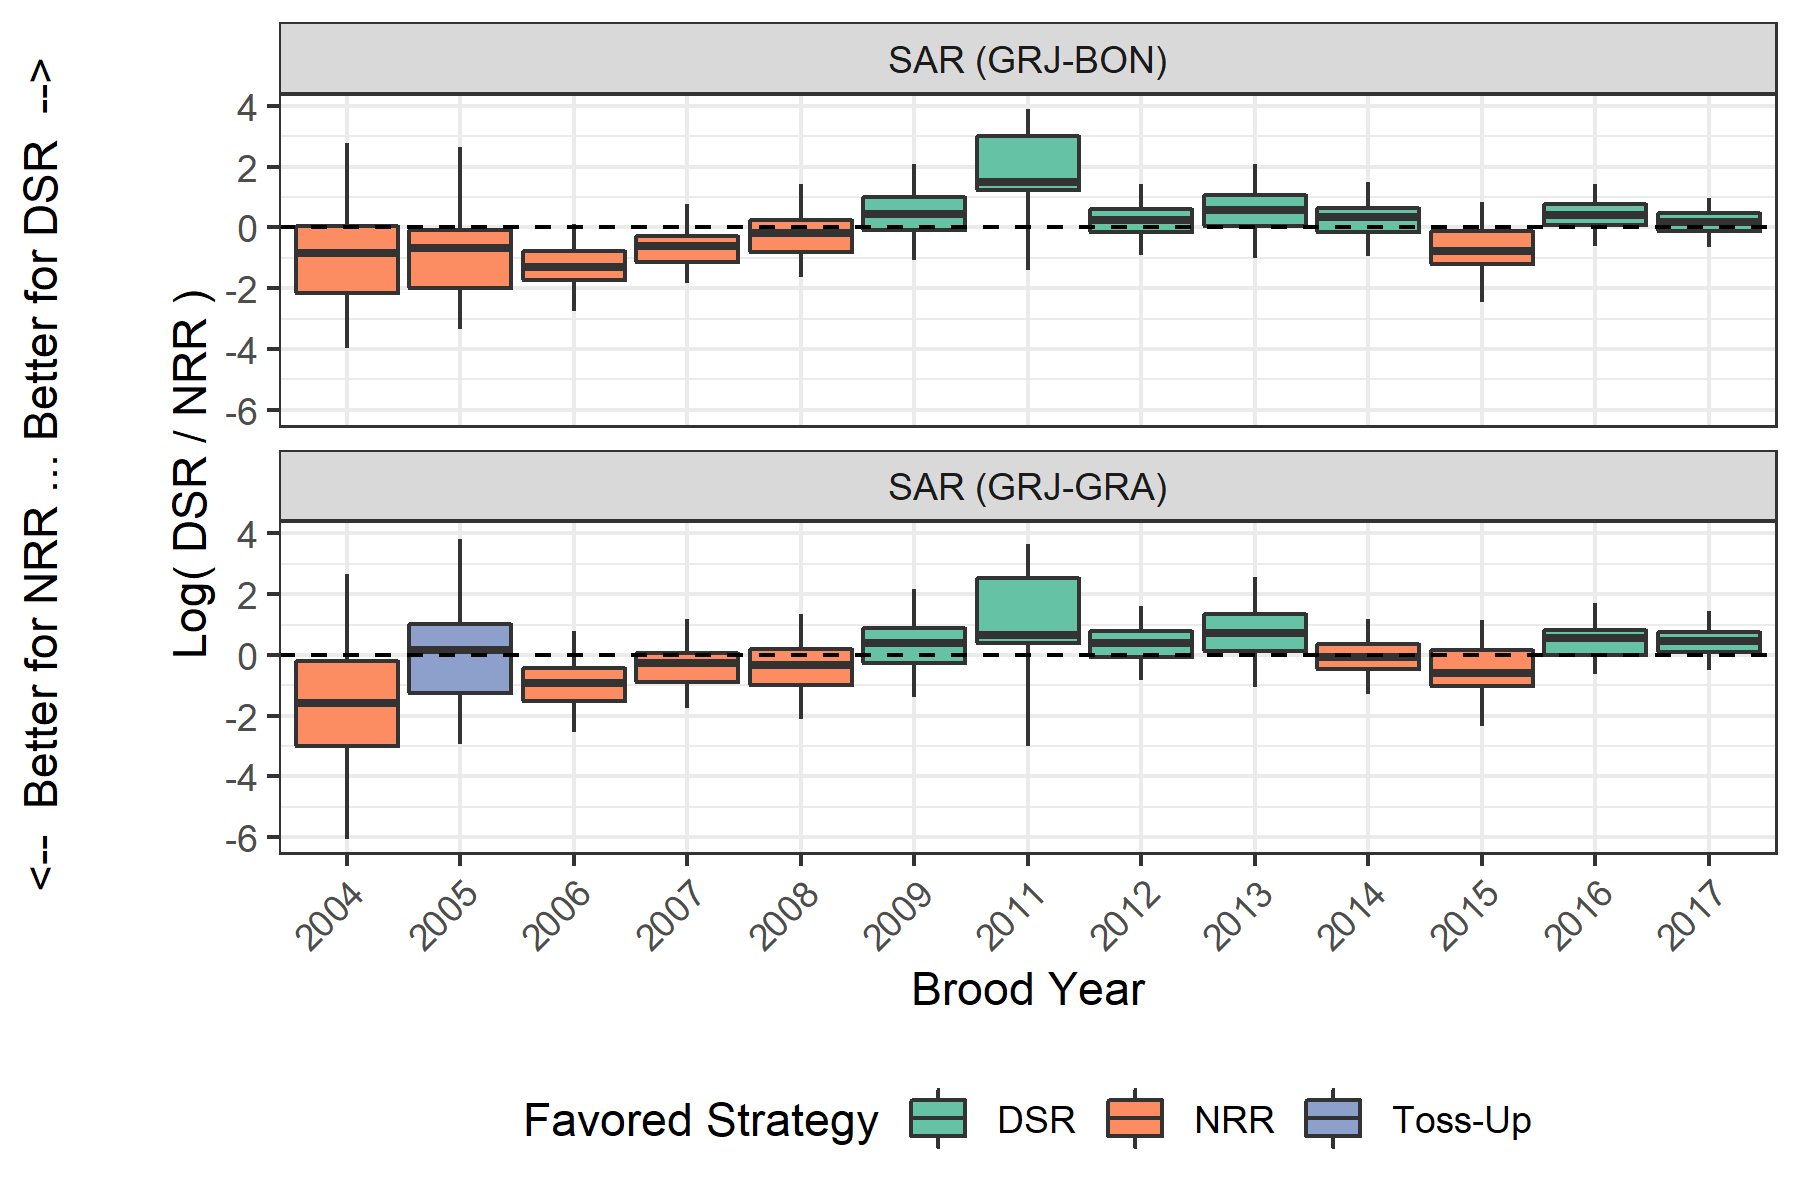 <-- Better for NRR ... Better for DSR -->
Log( DSR / NRR )
SAR (GRJ-BON)
4
2
0
-2
-4
-6
SAR (GRJ-GRA)
4
2
0
-2
-4
-6
2004 2005 2006 2007 2008 2009 2011 2012 2013 2014 2015 2016 2017
Brood Year
Favored Strategy DSR NRR Toss-Up